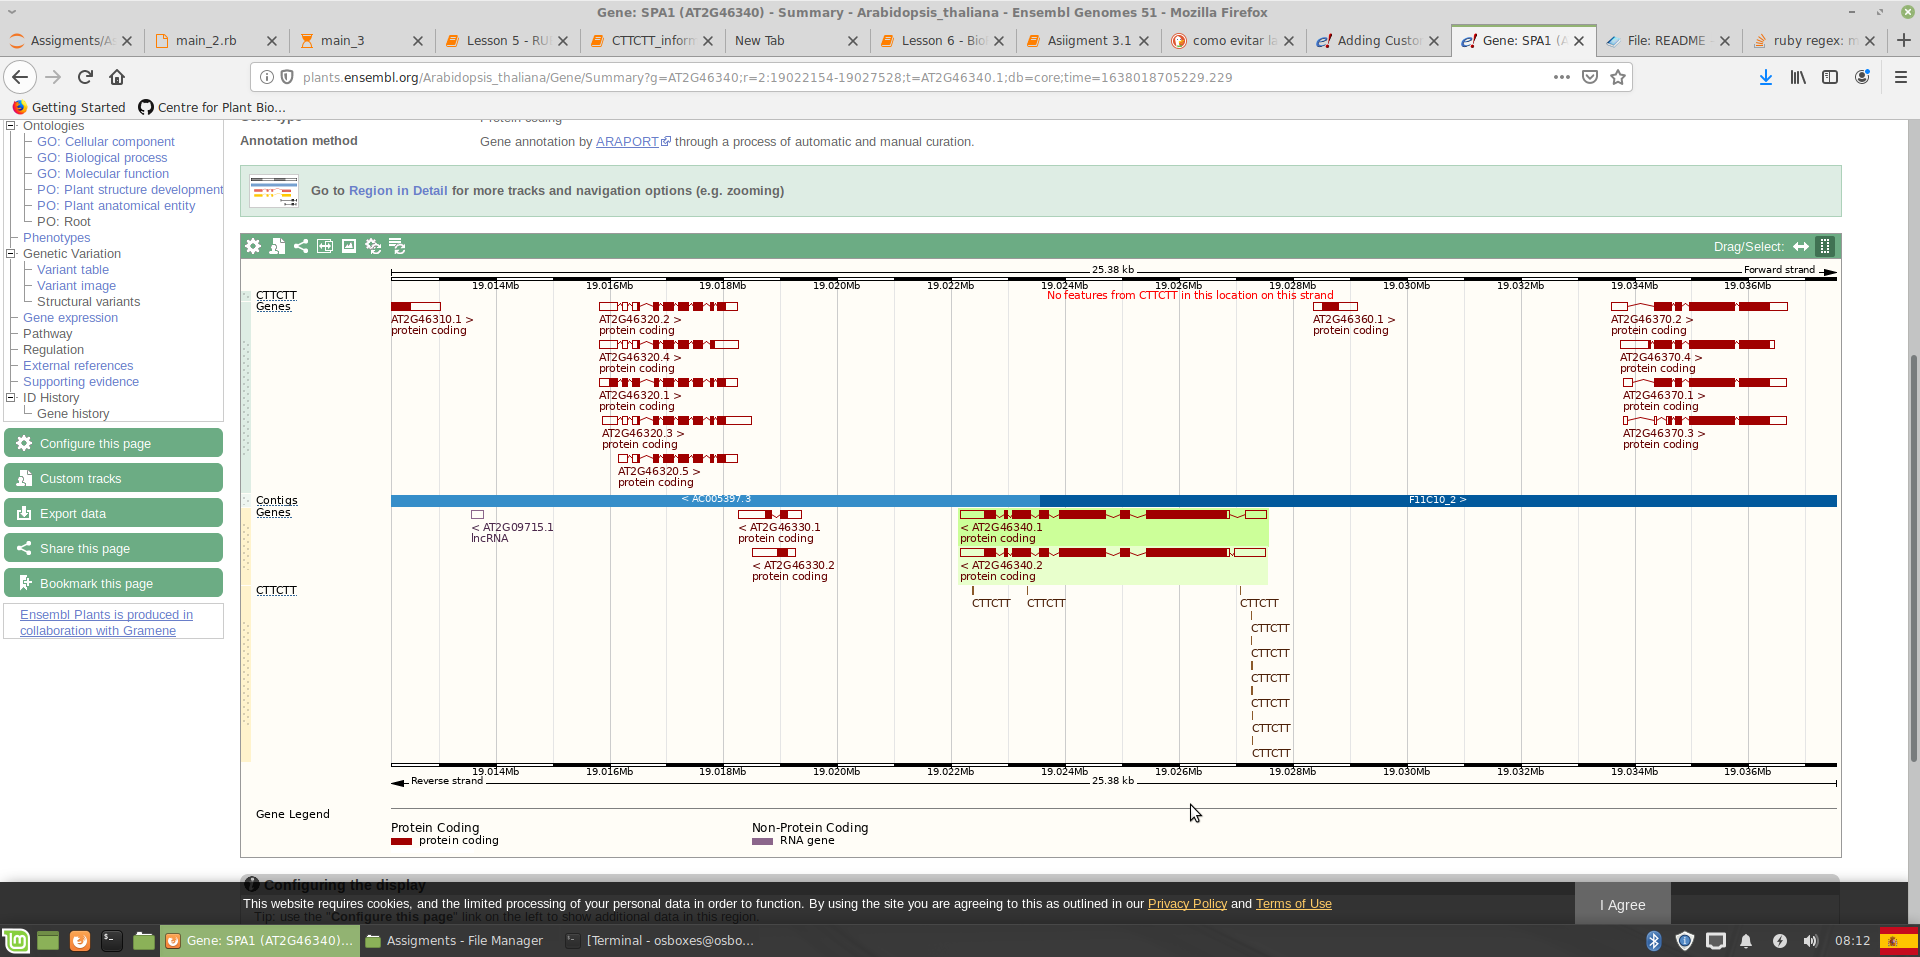 Gene: SPA1 (AT2G46340) - Summary - Arabidopsis_thaliana - Ensembl Genomes 51 - Mozilla Firefox
Assigments/A
main_2.rb
main_3
Lesson 5 - RU
CTTCTT_inform
New Tab
Lesson 6 - Bio
Asiigment 3.1
como evitar la
Adding Custo
Gene: SPA1 (A
File: README
ruby regex: m
plants.ensembl.org/Arabidopsis_thaliana/Gene/Summary?g=AT2G46340;r=2:19022154-19027528;t=AT2G46340.1;db=core;time=1638018705229.229
Getting Started
Centre for Plant Bio...
Ontologies
GO: Cellular component
GO: Biological process
GO: Molecular function
PO: Plant structure development
PO: Plant anatomical entity
PO: Root
Phenotypes
Genetic Variation
Variant table
Variant image
Structural variants
Gene expression
Pathway
Regulation
External references
Supporting evidence
ID History
Gene history
Configure this page
Custom tracks
Export data
Share this page
Bookmark this page
Ensembl Plants is produced in
collaboration with Gramene
Annotation method
Gene annotation by ARAPORT through a process of automatic and manual curation.
Go to Region in Detail for more tracks and navigation options (e.g. zooming)
Drag/Select:
25.38 kb
Forward strand
19.014Mb 19.016Mb 19.018Mb 19.020Mb 19.022Mb 19.024Mb 19.026Mb 19.028Mb 19.030Mb 19.032Mb 19.034Mb 19.036Mb
CTTCTT
No features from CTTCTT in this location on this strand
Genes
AT2G46310.1 >
protein coding
AT2G46320.2 >
protein coding
AT2G46360.1 >
protein coding
AT2G46370.2 >
protein coding
AT2G46320.4 >
protein coding
AT2G46370.4 >
protein coding
AT2G46320.1 >
protein coding
AT2G46370.1 >
protein coding
AT2G46320.3 >
protein coding
AT2G46370.3 >
protein coding
AT2G46320.5 >
protein coding
Contigs
< AC005397.3
F11C10_2 >
Genes
< AT2G09715.1
lncRNA
< AT2G46330.1
protein coding
< AT2G46340.1
protein coding
< AT2G46330.2
protein coding
< AT2G46340.2
protein coding
CTTCTT
CTTCTT CTTCTT CTTCTT
CTTCTT
CTTCTT
CTTCTT
CTTCTT
CTTCTT
CTTCTT
19.014Mb 19.016Mb 19.018Mb 19.020Mb 19.022Mb 19.024Mb 19.026Mb 19.028Mb 19.030Mb 19.032Mb 19.034Mb 19.036Mb
Reverse strand
25.38 kb
Gene Legend
Protein Coding
protein coding
Non-Protein Coding
RNA gene
Configuring the display
Tip: use the "Configure this page" link on the left to show additional data in this region.
This website requires cookies, and the limited processing of your personal data in order to function. By using the site you are agreeing to this as outlined in our Privacy Policy and Terms of Use
I Agree
Gene: SPA1 (AT2G46340)...
Assigments - File Manager
[Terminal - osboxes@osbo...
08:12